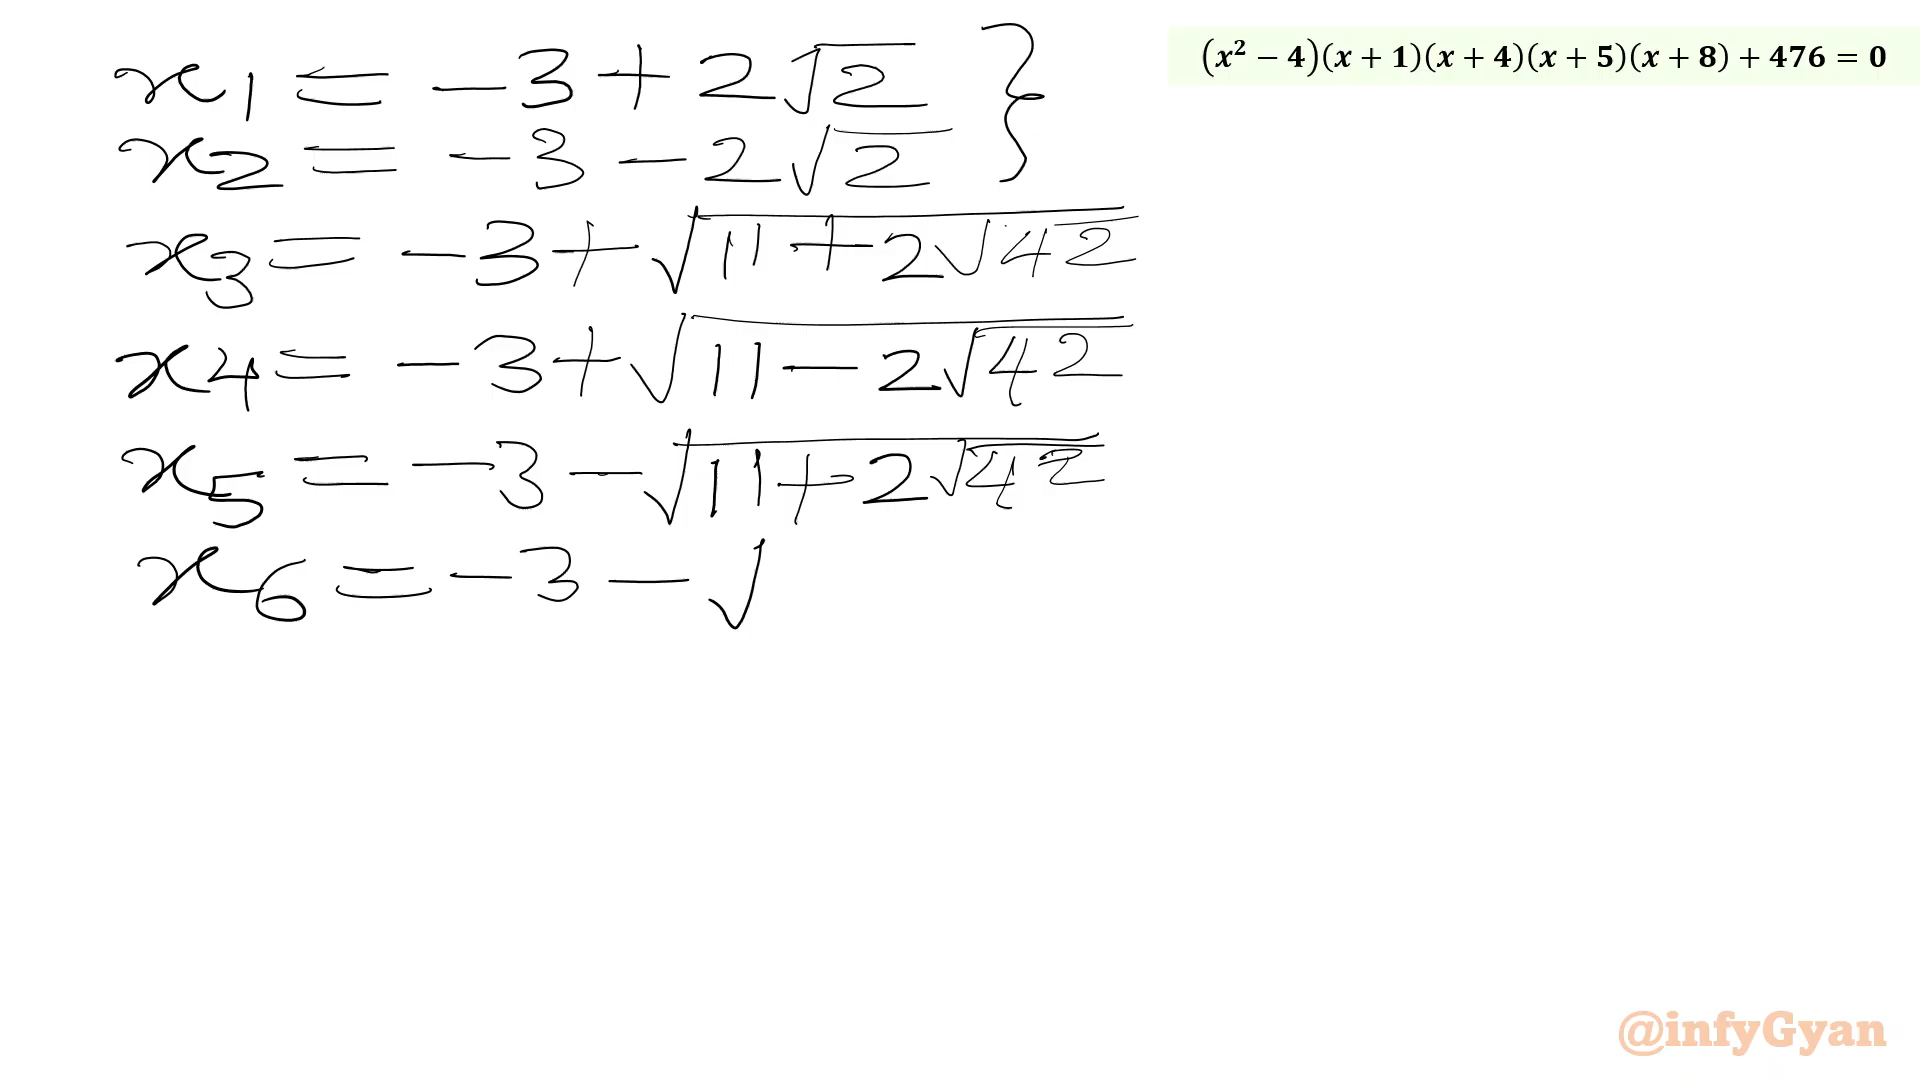 x₁ = -3 + 2√2 }
x₂ = -3 - 2√2
x₃ = -3 + √(11 + 2√42)
x₄ = -3 + √(11 - 2√42)
x₅ = -3 - √(11 + 2√42)
x₆ = -3 - √
(x² − 4)(x + 1)(x + 4)(x + 5)(x + 8) + 476 = 0
@infyGyan